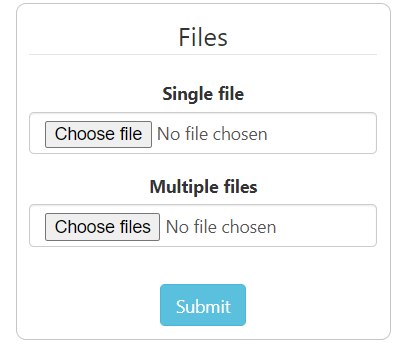 Files
Single file
Choose file No file chosen
Multiple files
Choose files No file chosen
Submit